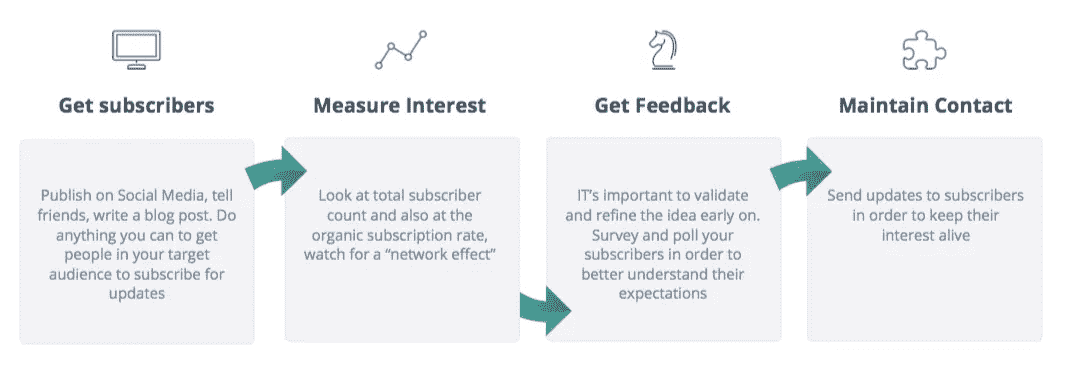 Get subscribers
Publish on Social Media, tell
friends, write a blog post. Do
anything you can to get
people in your target
audience to subscribe for
updates
Measure Interest
Look at total subscriber
count and also at the
organic subscription rate,
watch for a “network effect”
Get Feedback
IT’s important to validate
and refine the idea early on.
Survey and poll your
subscribers in order to
better understand their
expectations
Maintain Contact
Send updates to subscribers
in order to keep their
interest alive